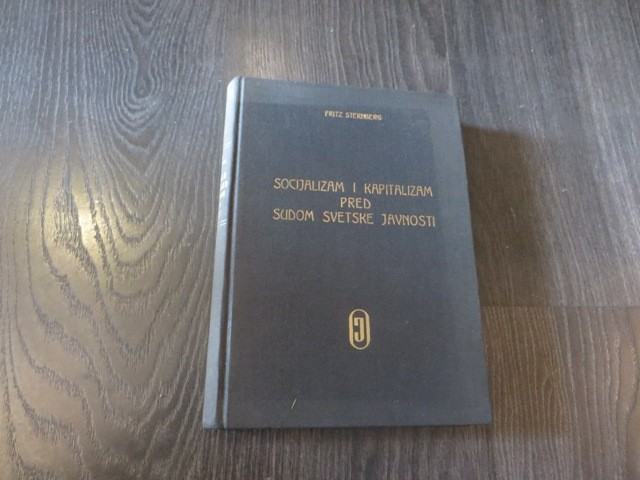 FRITZ STERNBERG
SOCIJALIZAM I KAPITALIZAM
PRED
SUDOM SVETSKE JAVNOSTI